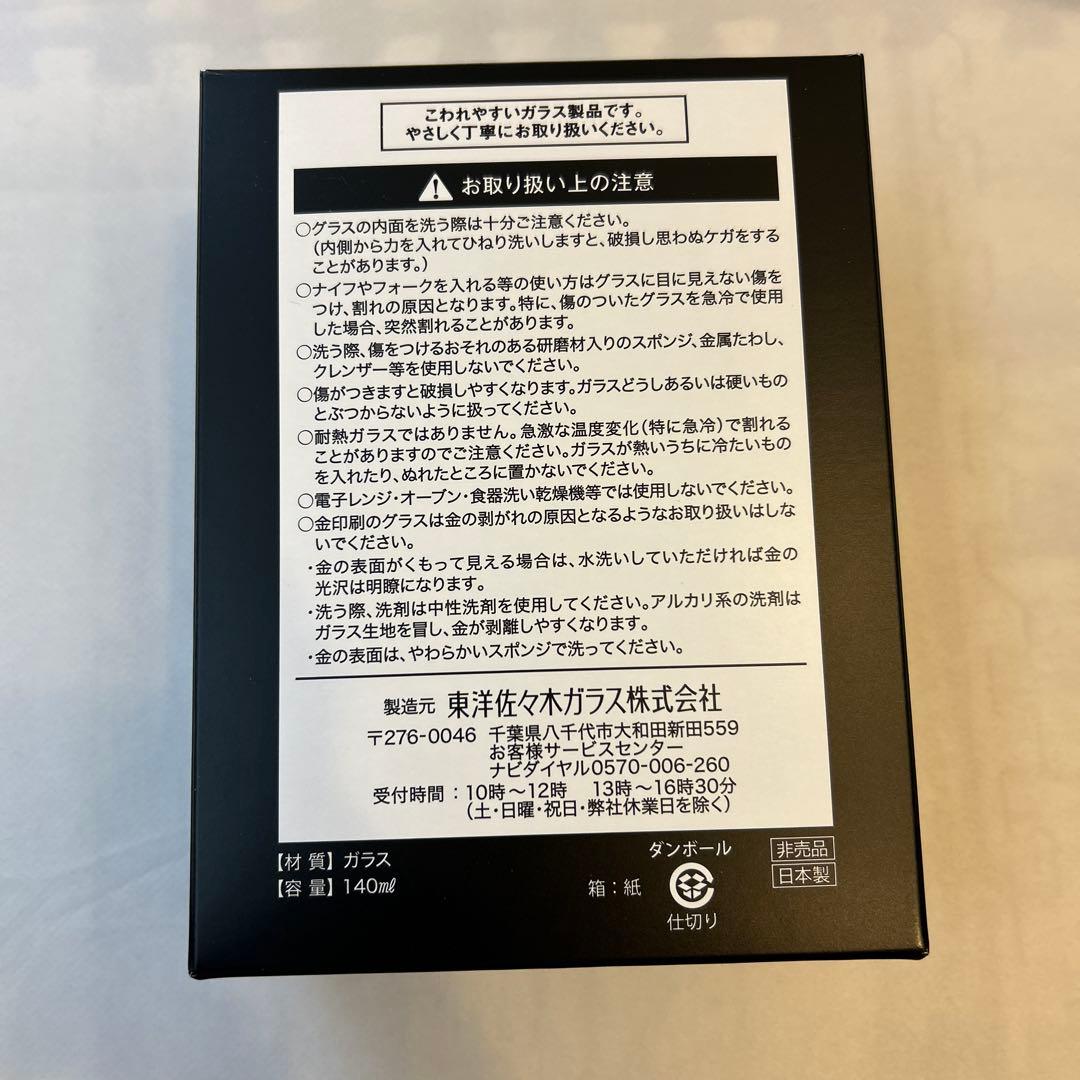 こわれやすいガラス製品です。
やさしく丁寧にお取り扱いください。
お取り扱い上の注意
○グラスの内面を洗う際は十分ご注意ください。
（内側から力を入れてひねり洗いしますと、破損し思わぬケガをする
ことがあります。）
○ナイフやフォークを入れる等の使い方はグラスに目に見えない傷を
つけ、割れの原因となります。特に、傷のついたグラスを急冷で使用
した場合、突然割れることがあります。
○洗う際、傷をつけるおそれのある研磨材入りのスポンジ、金属たわし、
クレンザー等を使用しないでください。
○傷がつきますと破損しやすくなります。ガラスどうしあるいは硬いもの
とぶつからないように扱ってください。
○耐熱ガラスではありません。急激な温度変化（特に急冷）で割れる
ことがありますのでご注意ください。ガラスが熱いうちに冷たいもの
を入れたり、ぬれたところに置かないでください。
○電子レンジ・オーブン・食器洗い乾燥機等では使用しないでください。
○金印刷のグラスは金の剥がれの原因となるようなお取り扱いはしな
いでください。
・金の表面がくもって見える場合は、水洗いしていただければ金の
光沢は明瞭になります。
・洗う際、洗剤は中性洗剤を使用してください。アルカリ系の洗剤は
ガラス生地を冒し、金が剥離しやすくなります。
・金の表面は、やわらかいスポンジで洗ってください。
製造元 東洋佐々木ガラス株式会社
〒276-0046 千葉県八千代市大和田新田559
お客様サービスセンター
ナビダイヤル0570-006-260
受付時間：10時〜12時 13時〜16時30分
（土・日曜・祝日・弊社休業日を除く）
【材 質】ガラス
【容 量】140㎖
箱：紙
ダンボール
仕切り
非売品
日本製